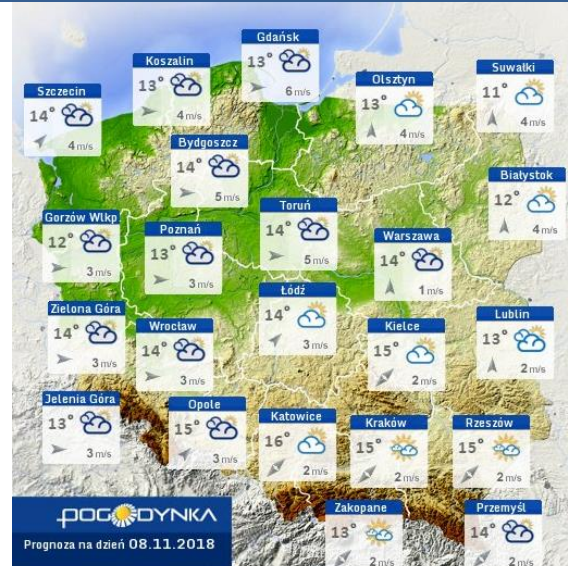 Gdańsk
13°
6 m/s
Koszalin
13°
4 m/s
Suwałki
11°
4 m/s
Olsztyn
13°
4 m/s
Szczecin
14°
4 m/s
Bydgoszcz
14°
5 m/s
Białystok
12°
4 m/s
Toruń
14°
5 m/s
Gorzów Wlkp
12°
3 m/s
Poznań
13°
3 m/s
Warszawa
14°
1 m/s
Łódź
14°
3 m/s
Zielona Góra
14°
3 m/s
Wrocław
14°
3 m/s
Kielce
15°
2 m/s
Lublin
13°
2 m/s
Jelenia Góra
13°
3 m/s
Opole
15°
3 m/s
Katowice
16°
2 m/s
Kraków
15°
2 m/s
Rzeszów
15°
2 m/s
Zakopane
13°
2 m/s
Przemyśl
14°
2 m/s
POGODYNKA
Prognoza na dzień 08.11.2018